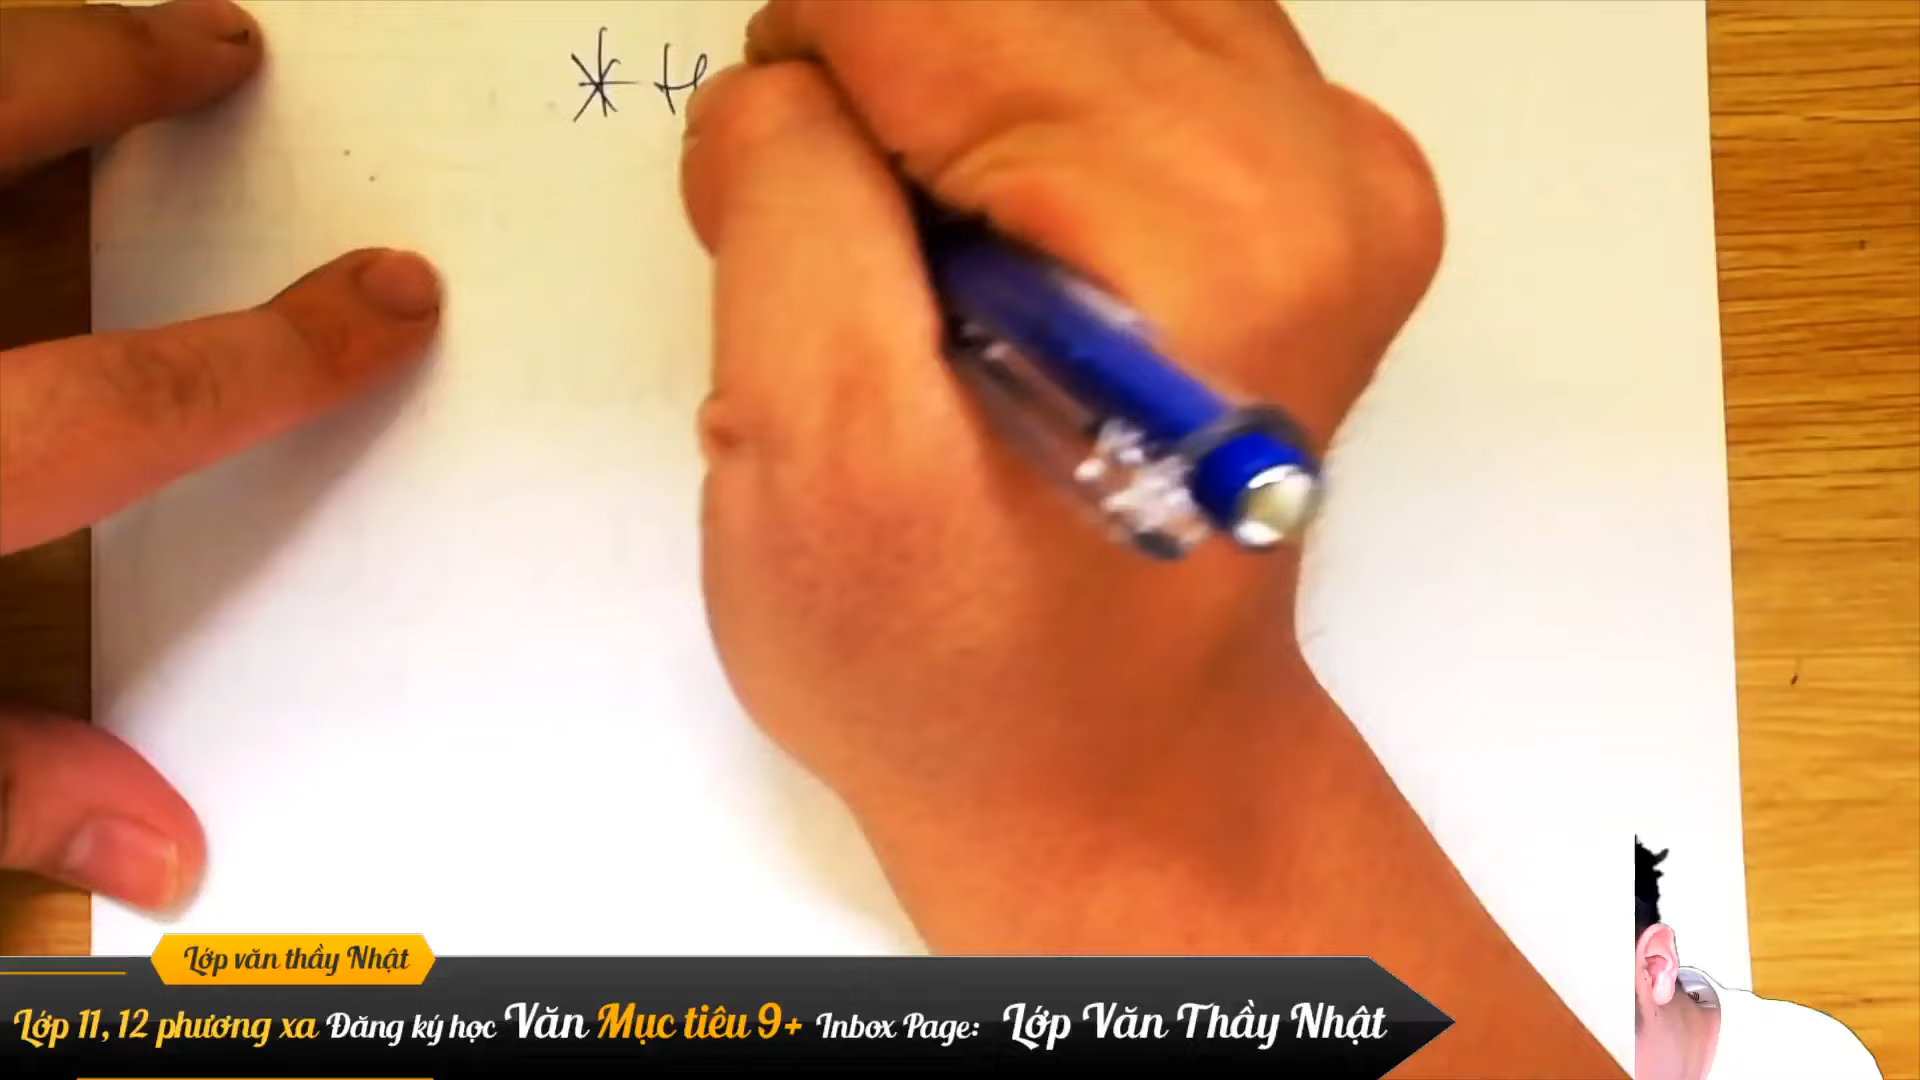 * H
Lớp văn thầy Nhật
Lớp 11, 12 phương xa Đăng ký học Văn Mục tiêu 9+ Inbox Page: Lớp Văn Thầy Nhật